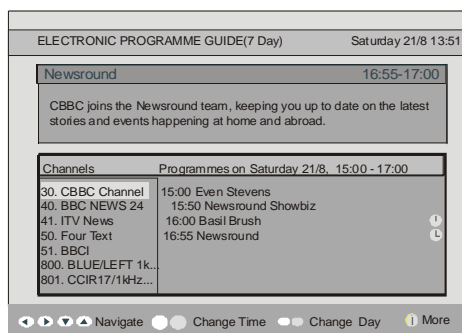 ELECTRONIC PROGRAMME GUIDE(7 Day) Saturday 21/8 13:51
Newsround 16:55-17:00
CBBC joins the Newsround team, keeping you up to date on the latest
stories and events happening at home and abroad.
Channels Programmes on Saturday 21/8, 15:00 - 17:00
30. CBBC Channel 15:00 Even Stevens
40. BBC NEWS 24 15:50 Newsround Showbiz
41. ITV News 16:00 Basil Brush
50. Four Text 16:55 Newsround
51. BBCI
800. BLUE/LEFT 1k...
801. CCIR17/1kHz...
Navigate Change Time Change Day i More